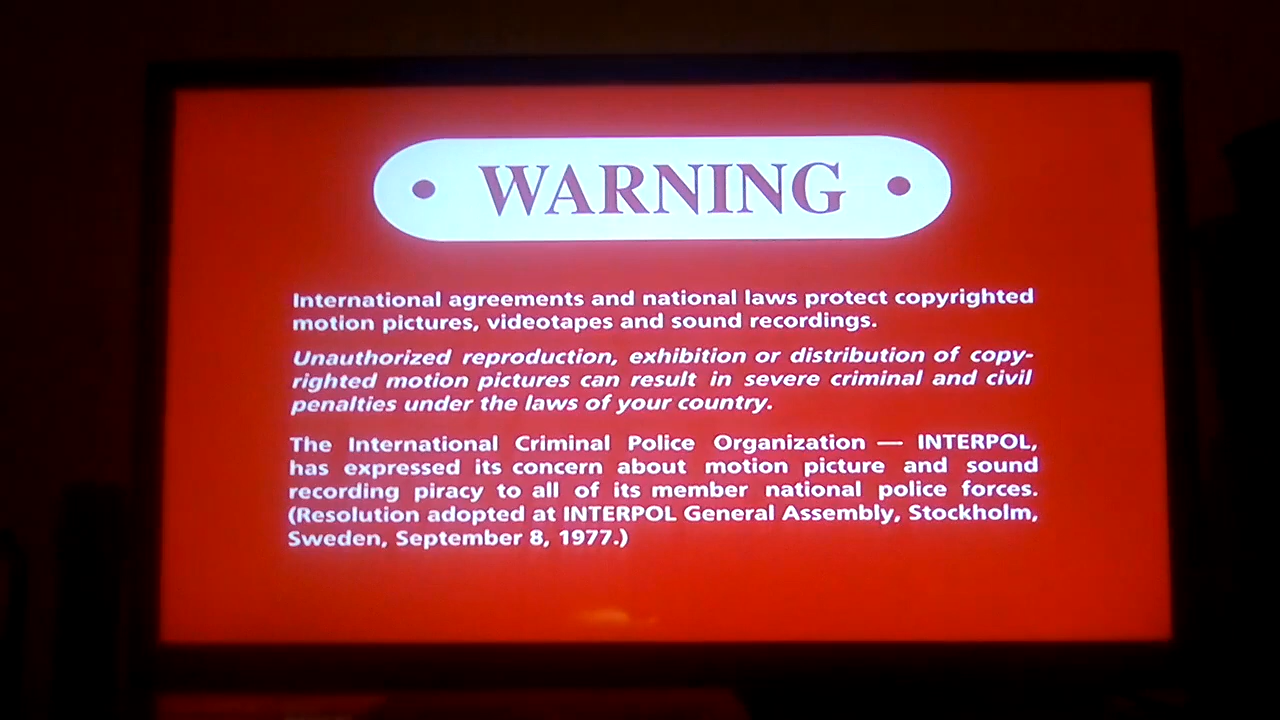 WARNING
International agreements and national laws protect copyrighted
motion pictures, videotapes and sound recordings.
Unauthorized reproduction, exhibition or distribution of copy-
righted motion pictures can result in severe criminal and civil
penalties under the laws of your country.
The International Criminal Police Organization — INTERPOL,
has expressed its concern about motion picture and sound
recording piracy to all of its member national police forces.
(Resolution adopted at INTERPOL General Assembly, Stockholm,
Sweden, September 8, 1977.)